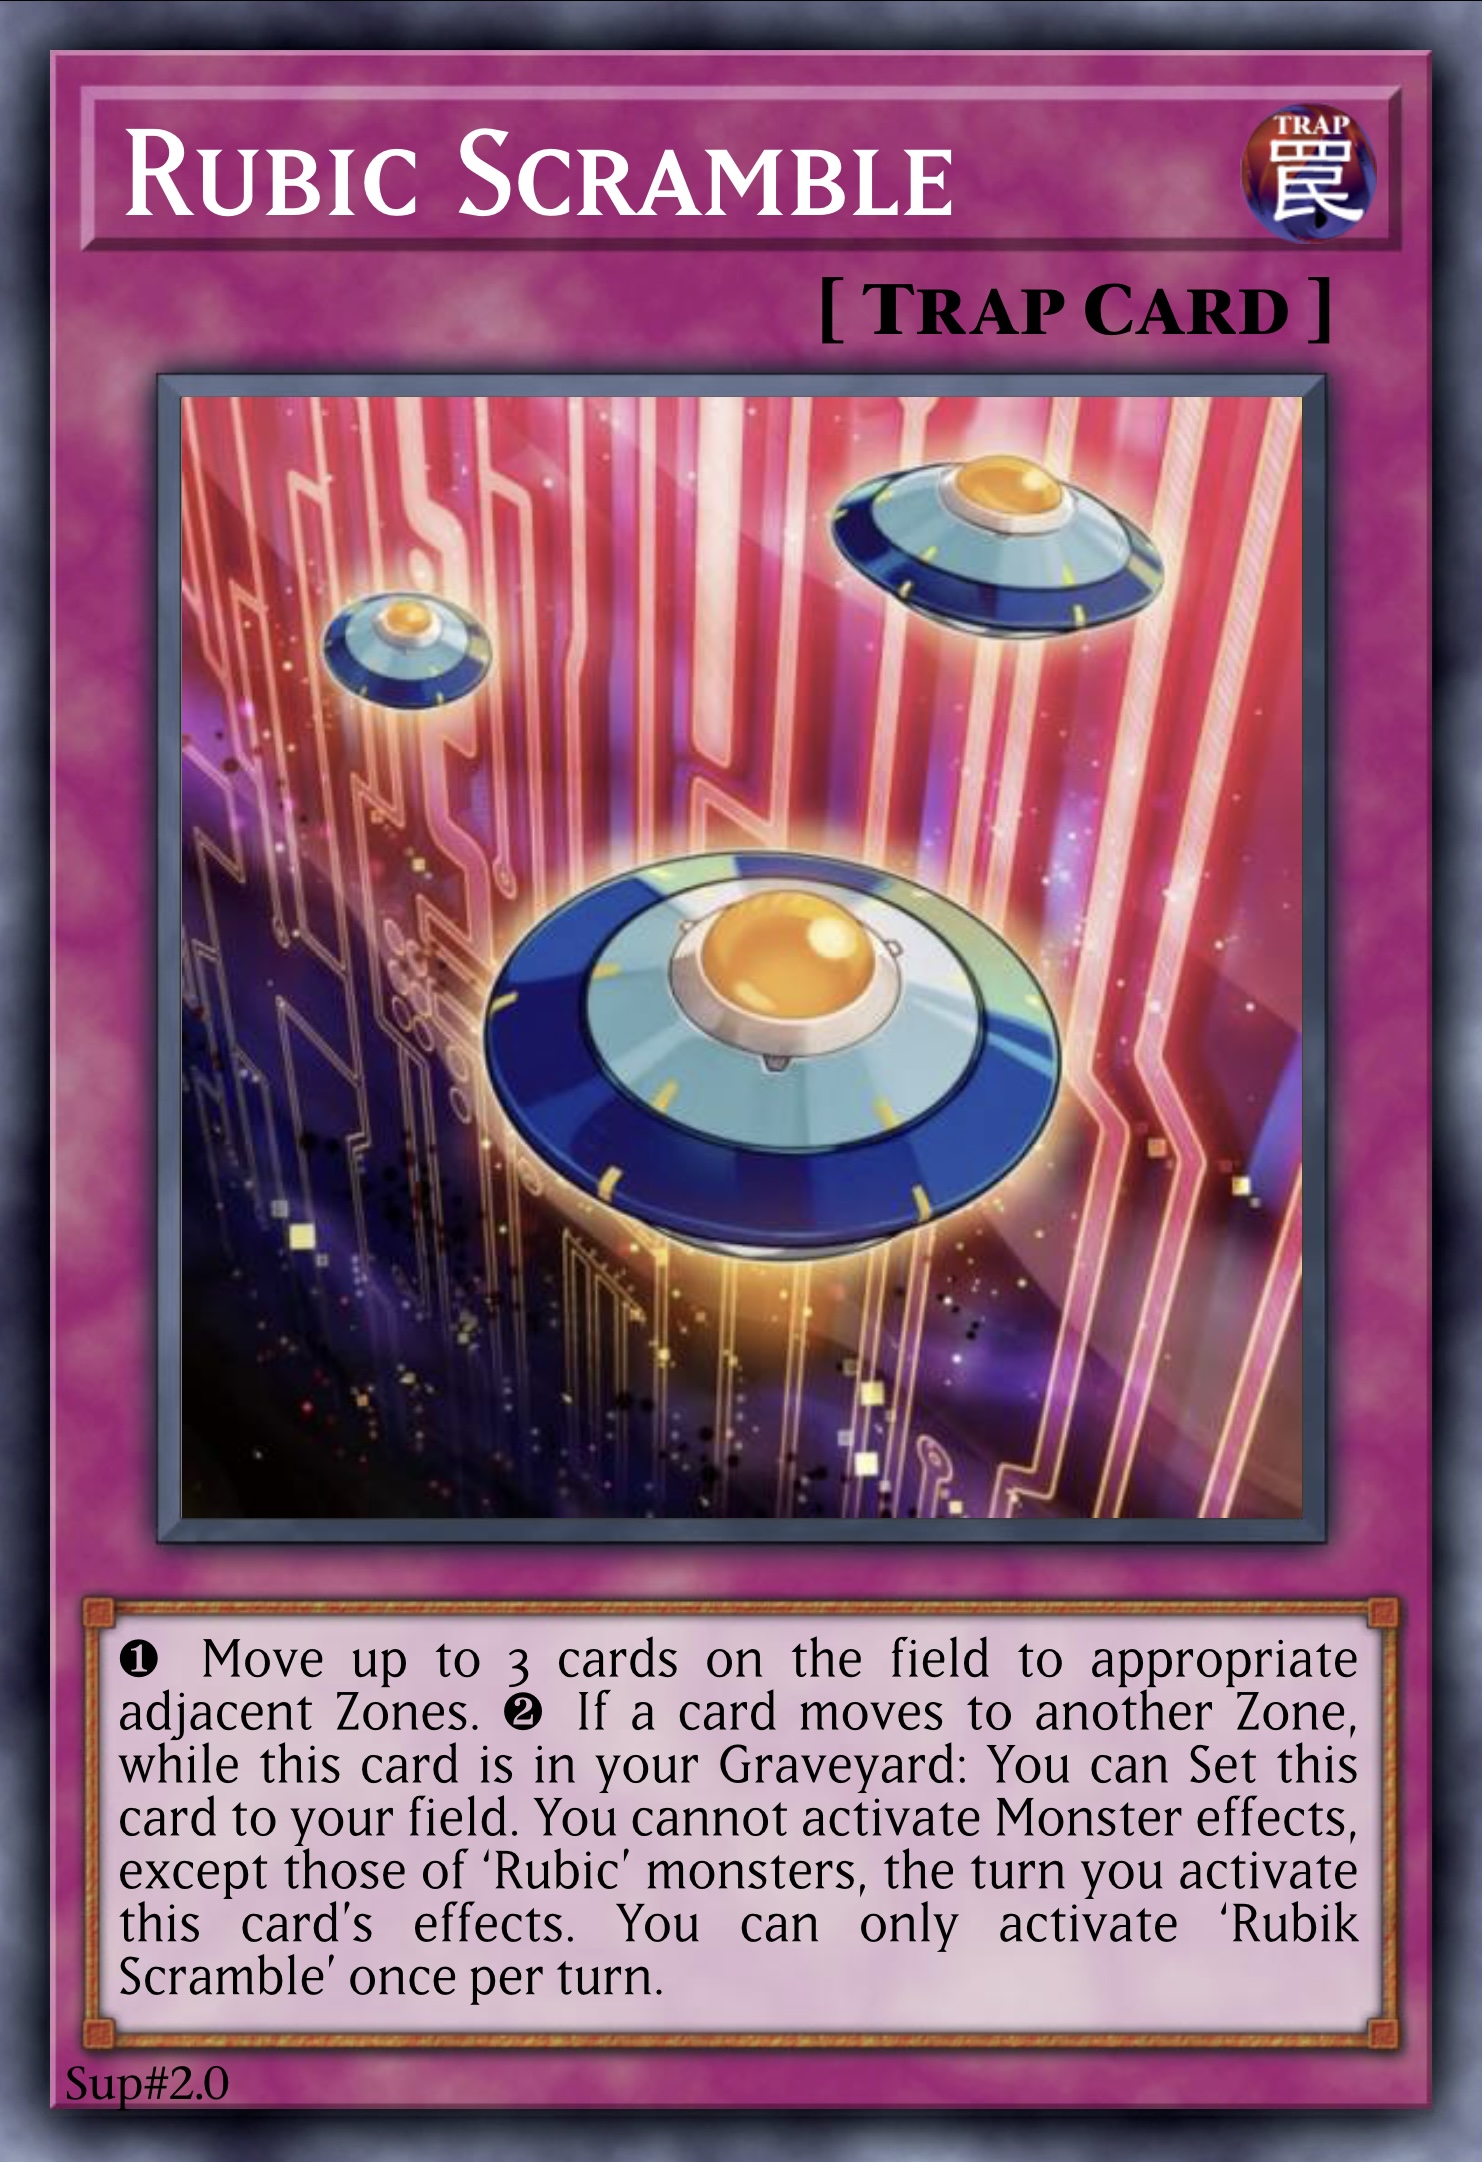 Rubic Scramble
TRAP
罠
[ Trap Card ]
❶ Move up to 3 cards on the field to appropriate
adjacent Zones. ❷ If a card moves to another Zone,
while this card is in your Graveyard: You can Set this
card to your field. You cannot activate Monster effects,
except those of ‘Rubic’ monsters, the turn you activate
this card's effects. You can only activate ‘Rubik
Scramble’ once per turn.
Sup#2.0